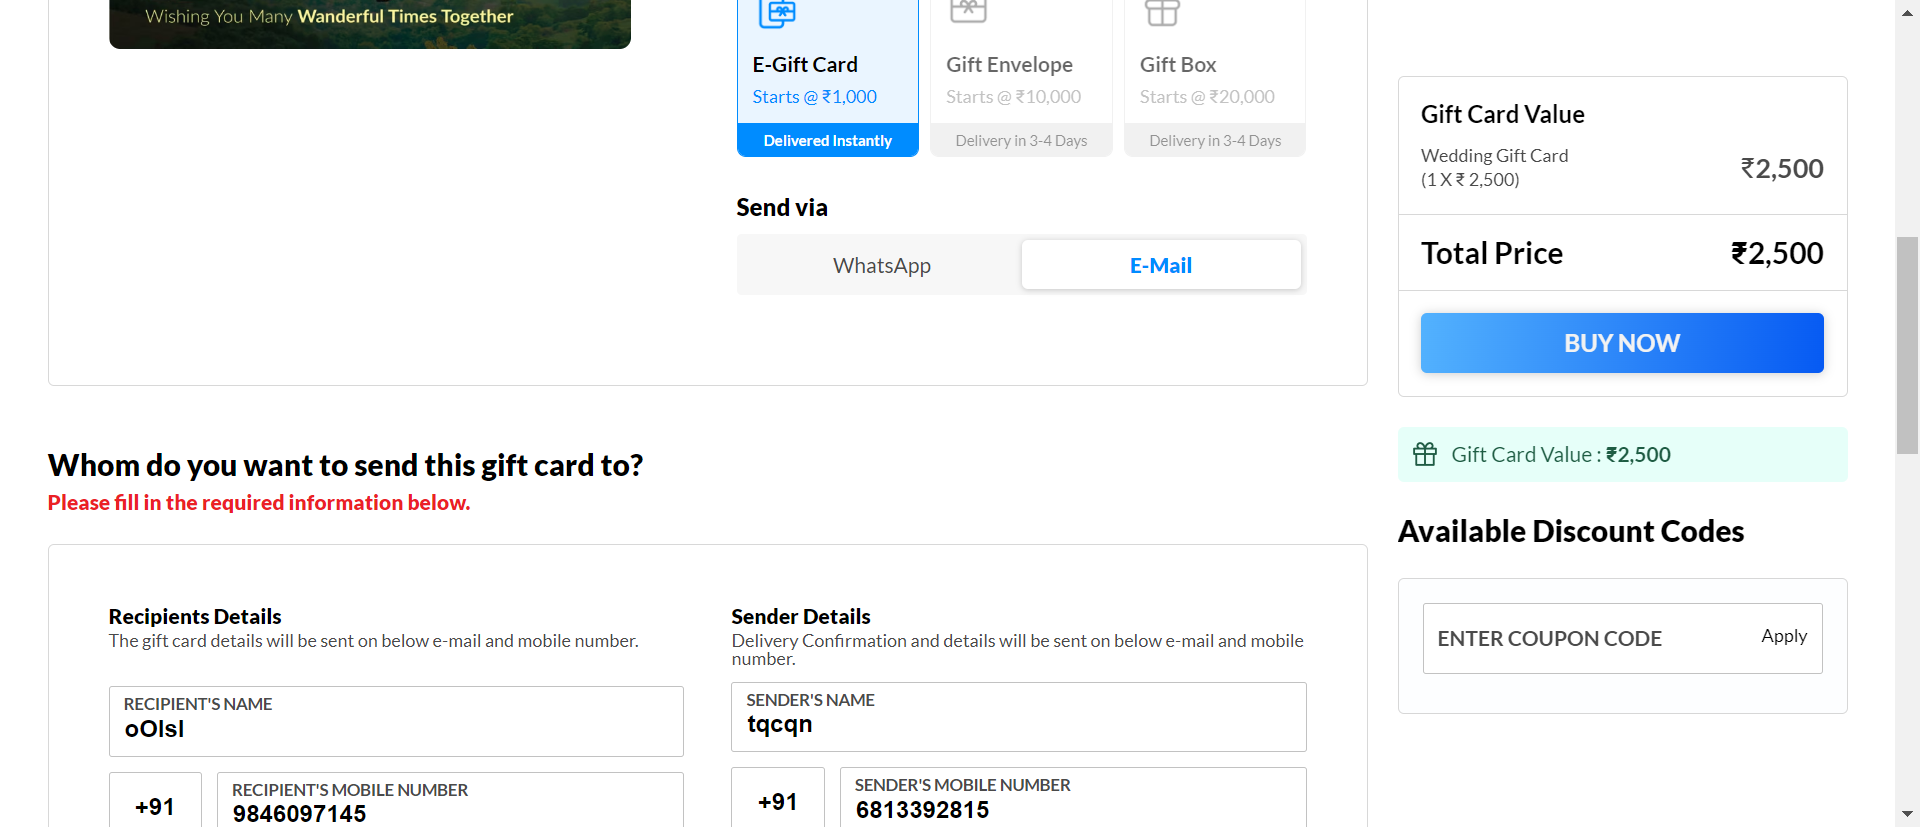 Wishing You Many Wanderful Times Together
E-Gift Card
Starts @ ₹1,000
Delivered Instantly
Gift Envelope
Starts @ ₹10,000
Delivery in 3-4 Days
Gift Box
Starts @ ₹20,000
Delivery in 3-4 Days
Send via
WhatsApp
E-Mail
Gift Card Value
Wedding Gift Card
(1 X ₹ 2,500)
₹2,500
Total Price
₹2,500
BUY NOW
Gift Card Value : ₹2,500
Available Discount Codes
ENTER COUPON CODE
Apply
Whom do you want to send this gift card to?
Please fill in the required information below.
Recipients Details
The gift card details will be sent on below e-mail and mobile number.
RECIPIENT'S NAME
oOlsl
+91
RECIPIENT'S MOBILE NUMBER
9846097145
Sender Details
Delivery Confirmation and details will be sent on below e-mail and mobile
number.
SENDER'S NAME
tqcqn
+91
SENDER'S MOBILE NUMBER
6813392815